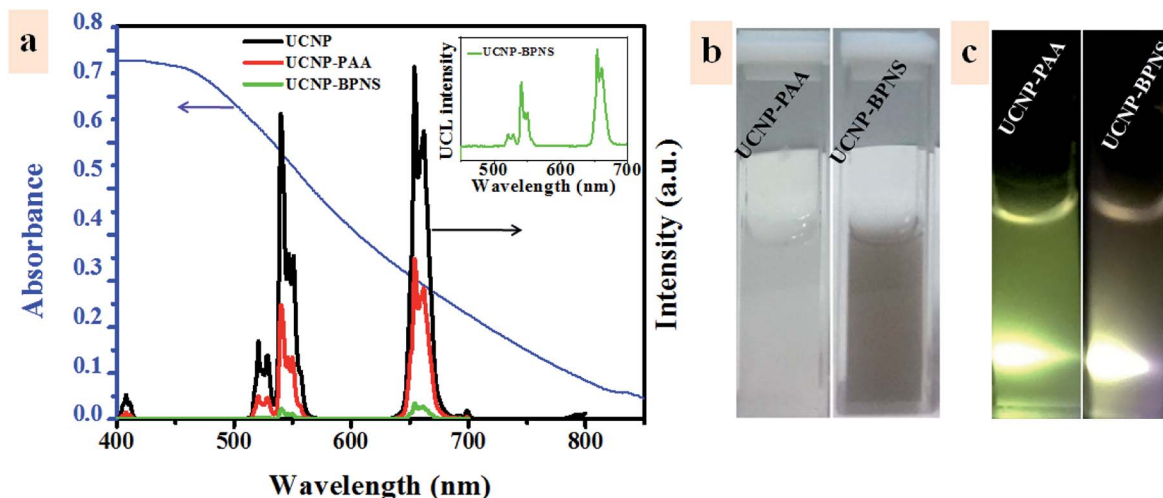 a
0.8
0.7
0.6
0.5
0.4
0.3
0.2
0.1
0.0
Absorbance
UCNP
UCNP-PAA
UCNP-BPNS
UCNP-BPNS
UCL intensity
500 600 700
Wavelength (nm)
Intensity (a.u.)
400 500 600 700 800
Wavelength (nm)
b
UCNP-PAA
UCNP-BPNS
c
UCNP-PAA
UCNP-BPNS